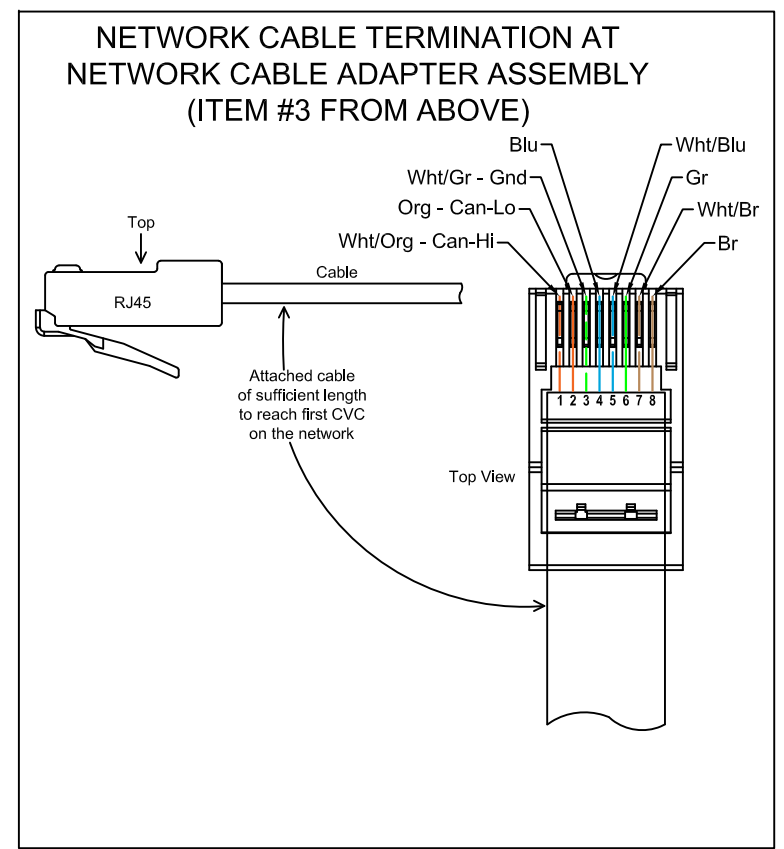 NETWORK CABLE TERMINATION AT
NETWORK CABLE ADAPTER ASSEMBLY
(ITEM #3 FROM ABOVE)
Blu
Wht/Gr - Gnd
Org - Can-Lo
Wht/Org - Can-Hi
Wht/Blu
Gr
Wht/Br
Br
Top
RJ45
Cable
Attached cable
of sufficient length
to reach first CVC
on the network
1 2 3 4 5 6 7 8
Top View